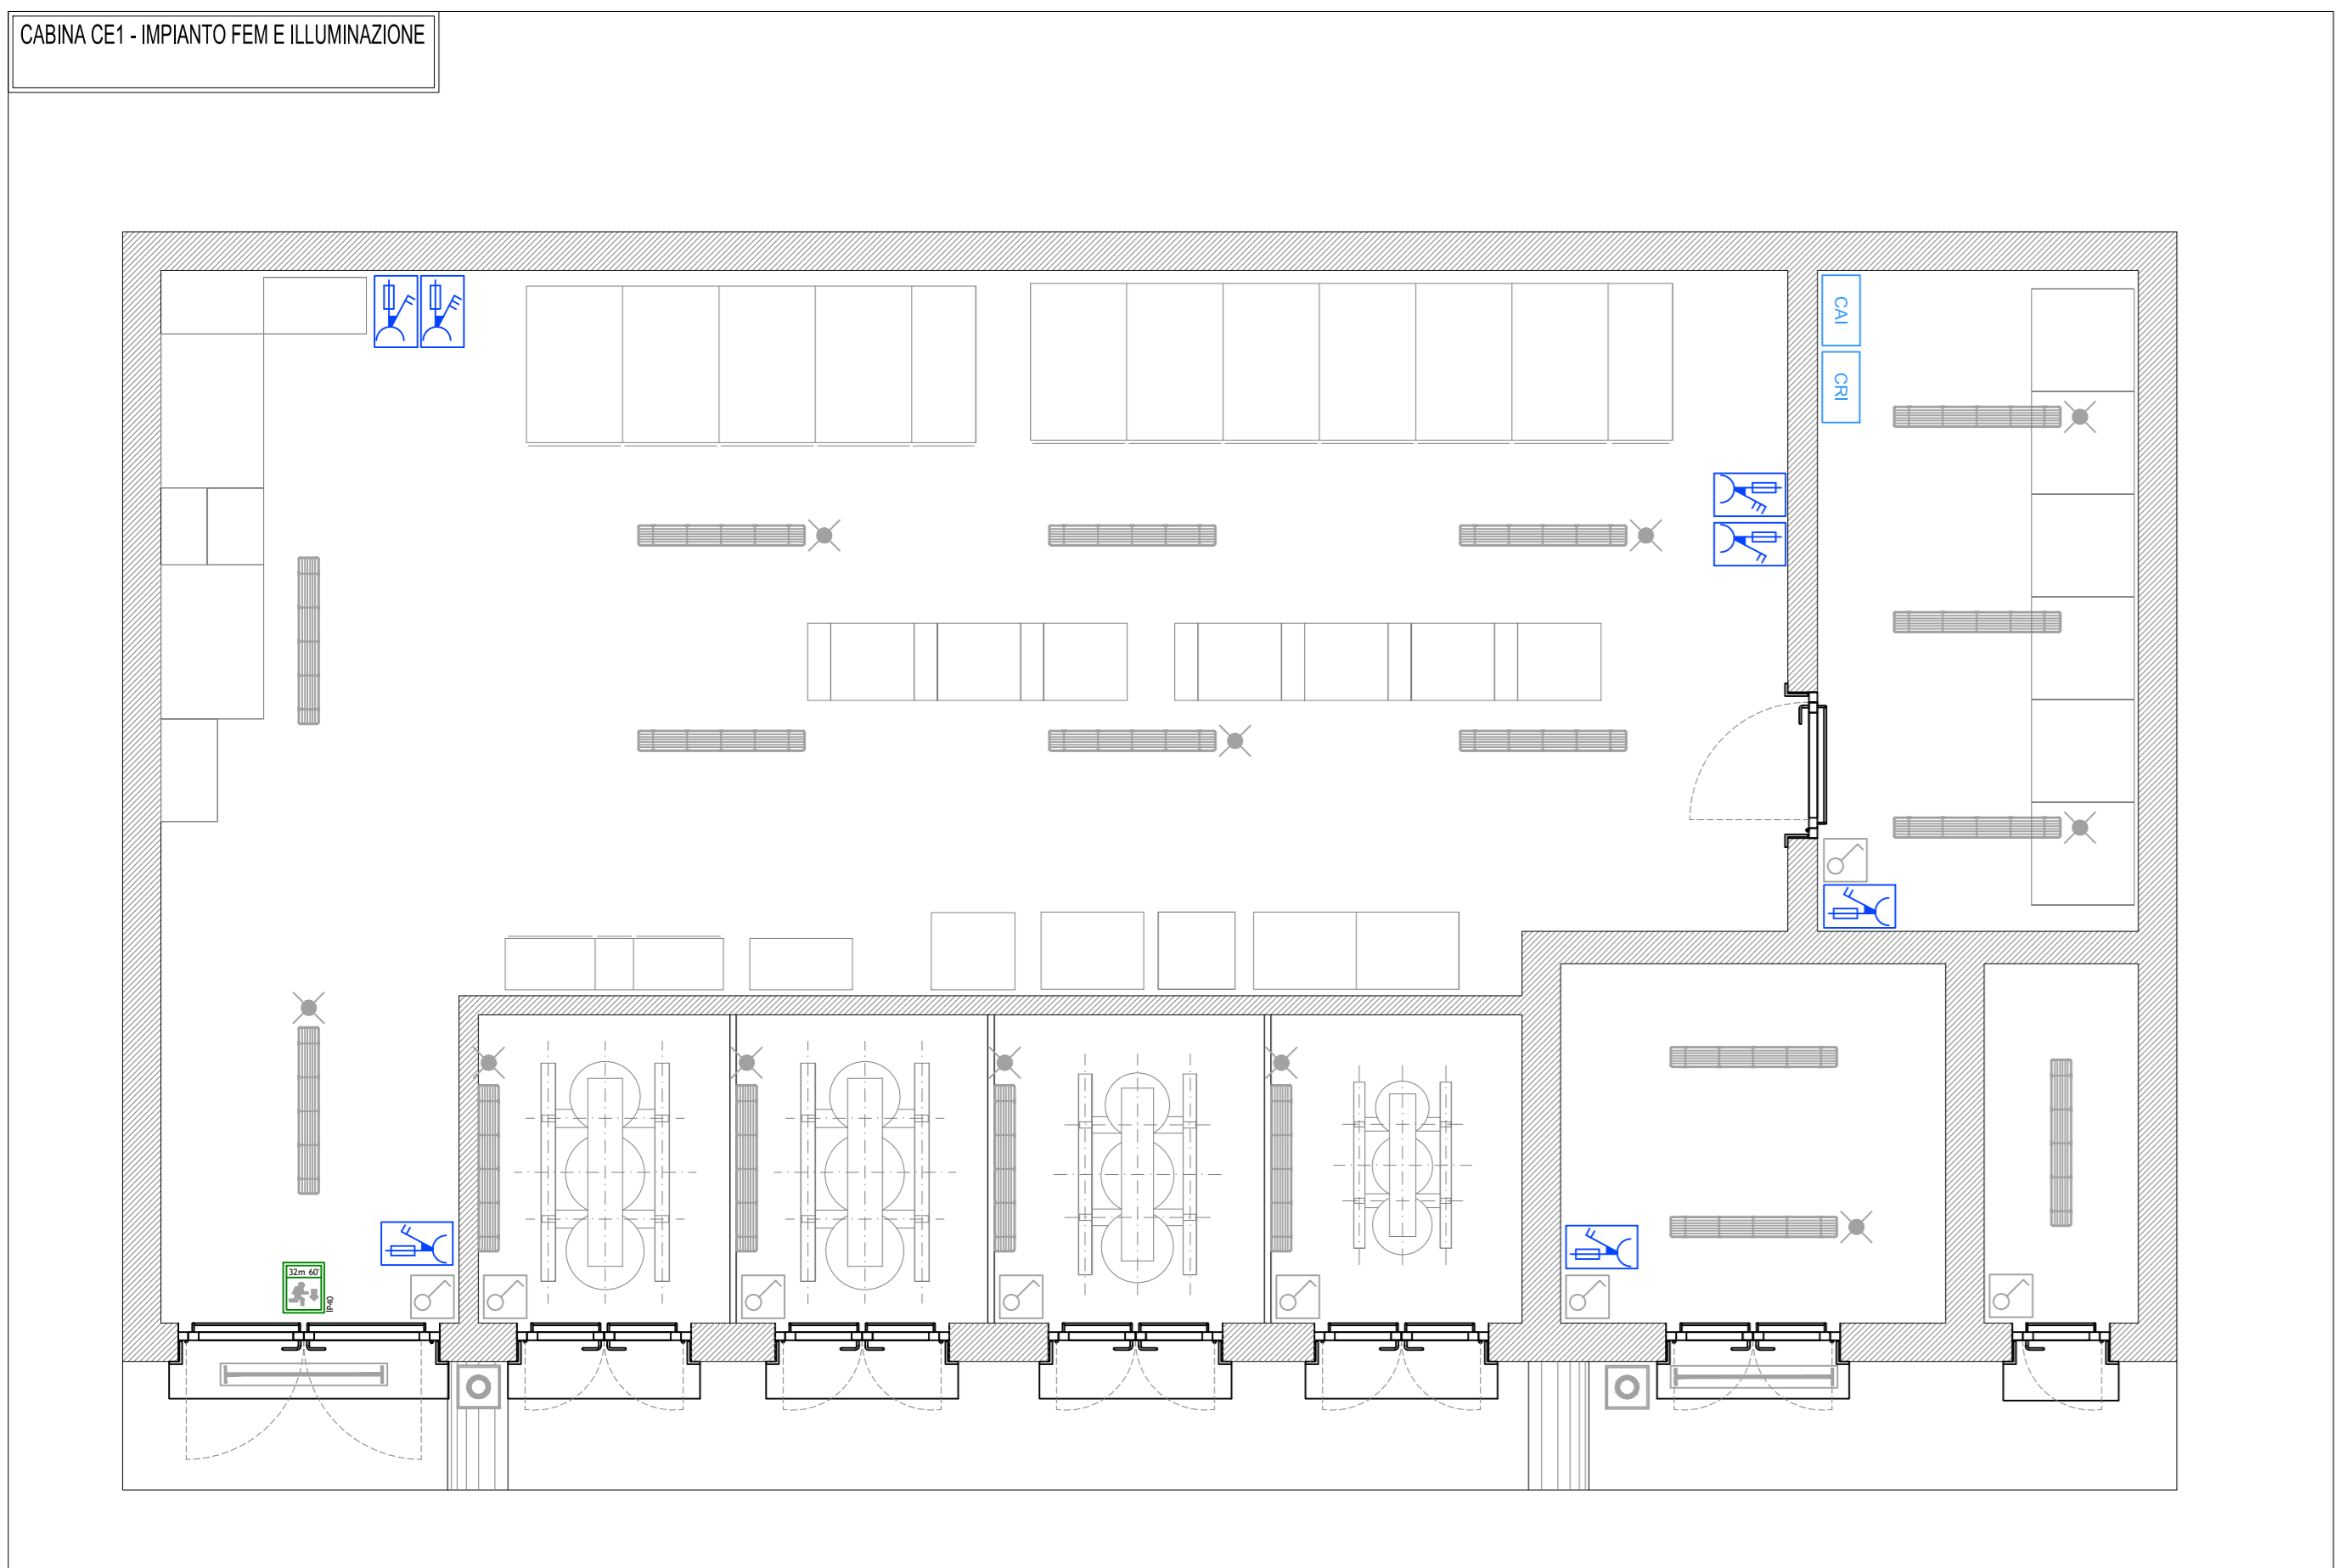 CABINA CE1 - IMPIANTO FEM E ILLUMINAZIONE
CAI
CRI
32m 60'
IP40